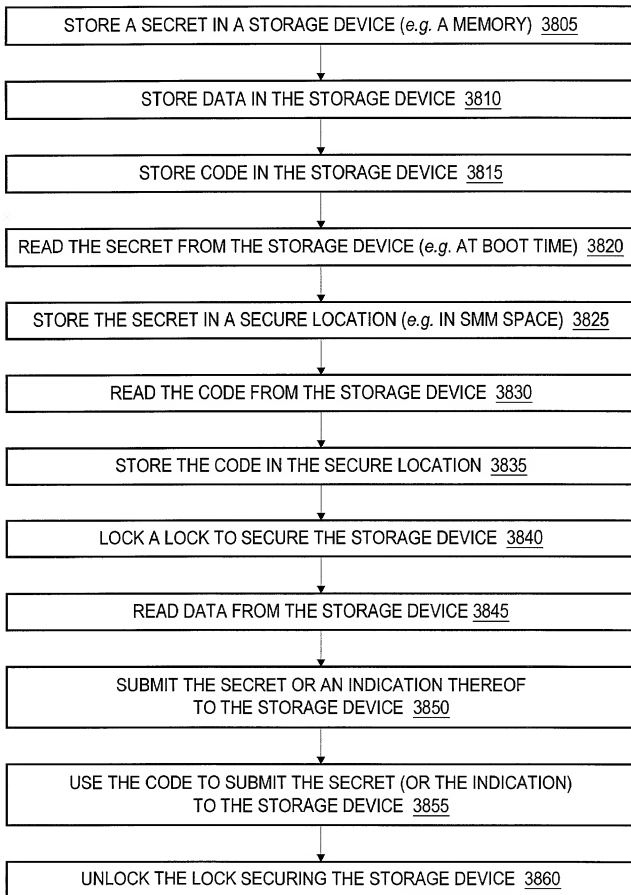 STORE A SECRET IN A STORAGE DEVICE (e.g. A MEMORY) 3805
STORE DATA IN THE STORAGE DEVICE 3810
STORE CODE IN THE STORAGE DEVICE 3815
READ THE SECRET FROM THE STORAGE DEVICE (e.g. AT BOOT TIME) 3820
STORE THE SECRET IN A SECURE LOCATION (e.g. IN SMM SPACE) 3825
READ THE CODE FROM THE STORAGE DEVICE 3830
STORE THE CODE IN THE SECURE LOCATION 3835
LOCK A LOCK TO SECURE THE STORAGE DEVICE 3840
READ DATA FROM THE STORAGE DEVICE 3845
SUBMIT THE SECRET OR AN INDICATION THEREOF
TO THE STORAGE DEVICE 3850
USE THE CODE TO SUBMIT THE SECRET (OR THE INDICATION)
TO THE STORAGE DEVICE 3855
UNLOCK THE LOCK SECURING THE STORAGE DEVICE 3860